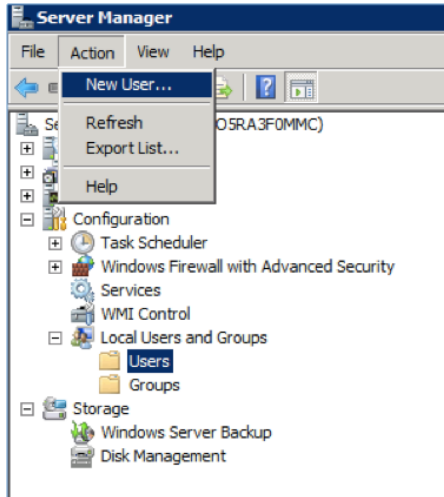 Server Manager
File Action View Help
New User...
Refresh
Export List...
Help
Se
O5RA3F0MMC)
Configuration
Task Scheduler
Windows Firewall with Advanced Security
Services
WMI Control
Local Users and Groups
Users
Groups
Storage
Windows Server Backup
Disk Management